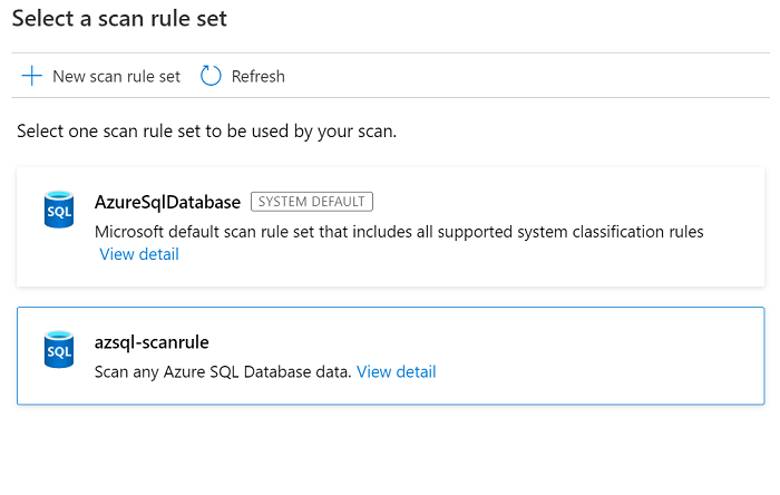 Select a scan rule set
New scan rule set Refresh
Select one scan rule set to be used by your scan.
SQL AzureSqlDatabase SYSTEM DEFAULT
Microsoft default scan rule set that includes all supported system classification rules
View detail
SQL azsql-scanrule
Scan any Azure SQL Database data. View detail